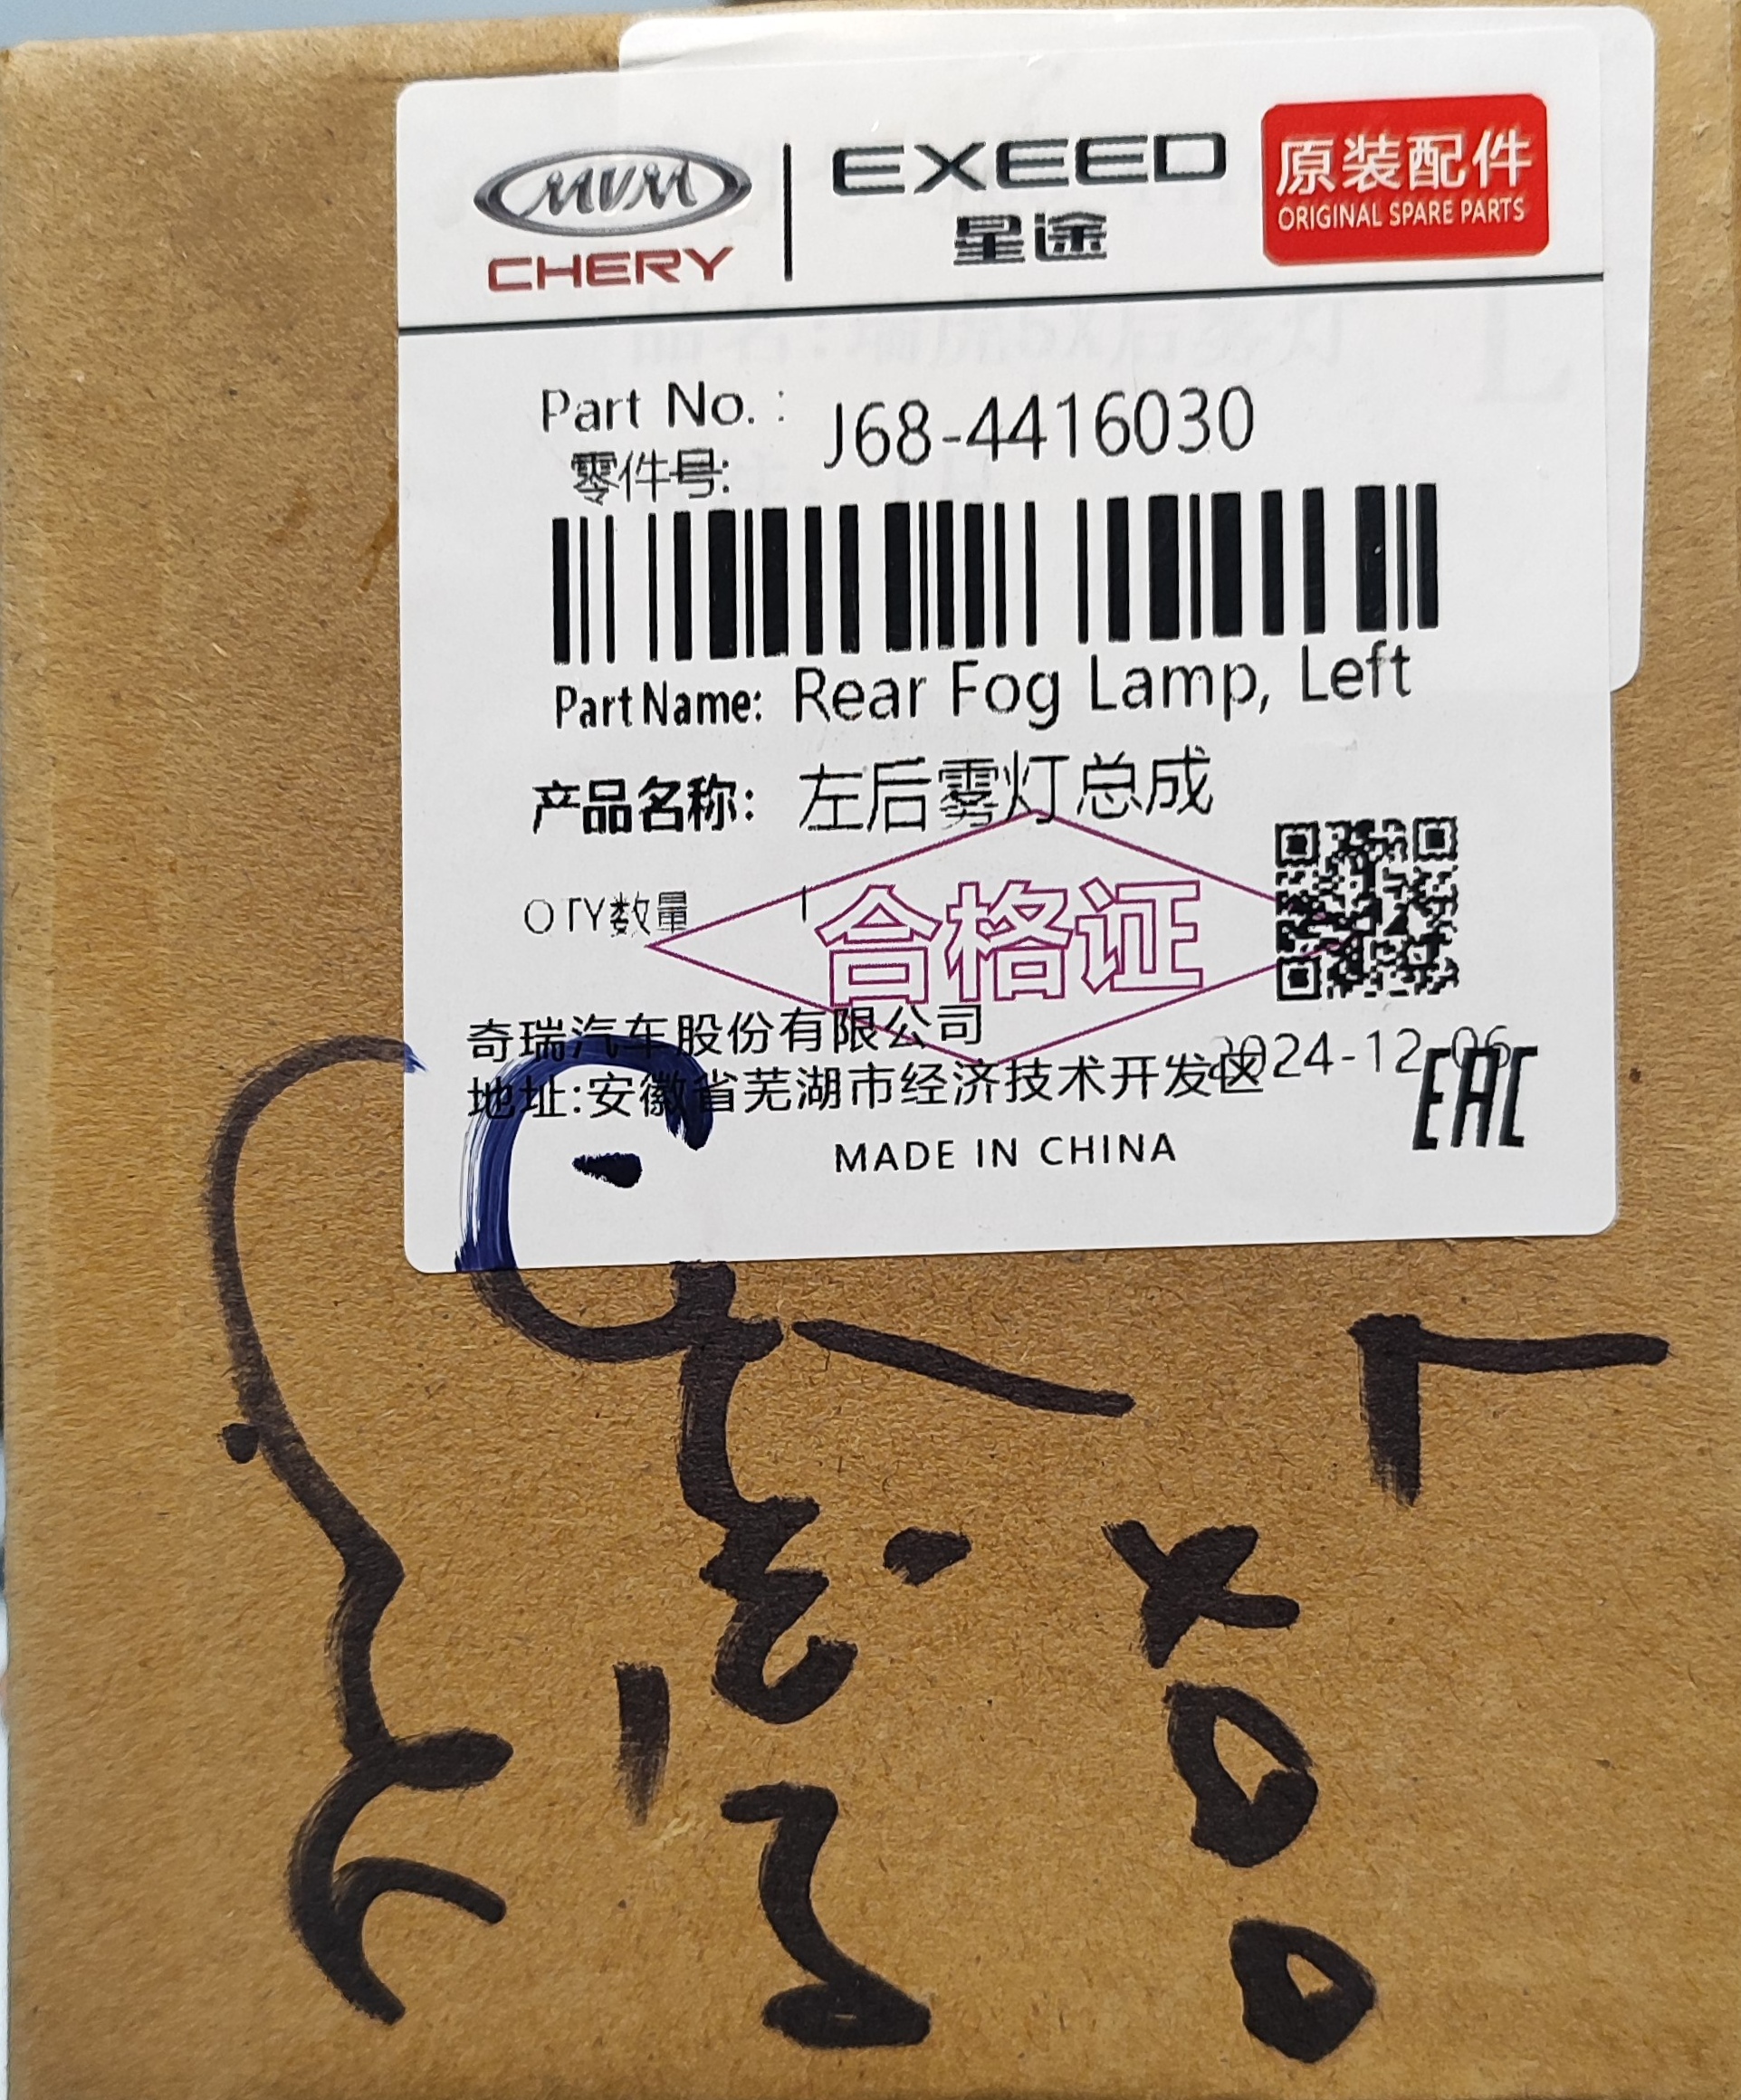 MVM
CHERY
EXEED
星途
原装配件
ORIGINAL SPARE PARTS
Part No. : J68-4416030
零件号:
Part Name: Rear Fog Lamp, Left
产品名称: 左后雾灯总成
QTY数量 1
合格证
奇瑞汽车股份有限公司
2024-12-06
地址:安徽省芜湖市经济技术开发区
EAC
MADE IN CHINA